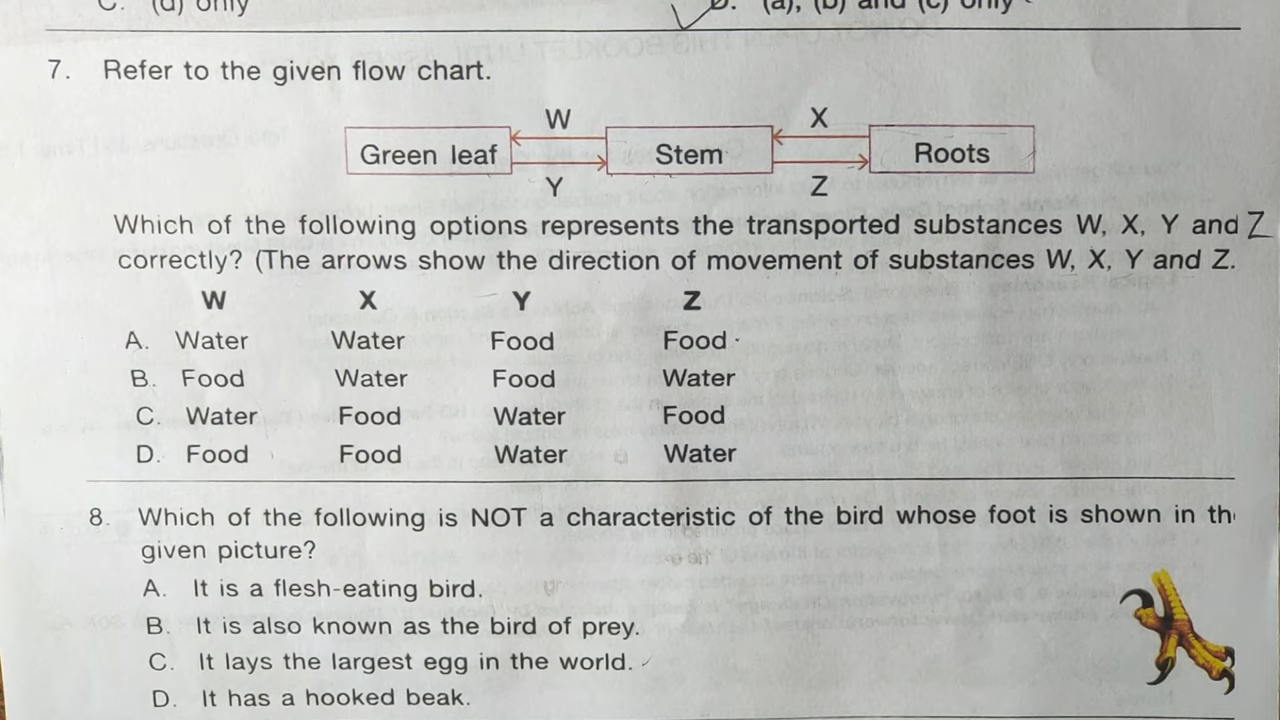 C. (d) only D. (a), (b) and (c) only
7. Refer to the given flow chart.
W X
Green leaf Stem Roots
Y Z
Which of the following options represents the transported substances W, X, Y and Z
correctly? (The arrows show the direction of movement of substances W, X, Y and Z.
W X Y Z
A. Water Water Food Food
B. Food Water Food Water
C. Water Food Water Food
D. Food Food Water Water
8. Which of the following is NOT a characteristic of the bird whose foot is shown in th
given picture?
A. It is a flesh-eating bird.
B. It is also known as the bird of prey.
C. It lays the largest egg in the world.
D. It has a hooked beak.